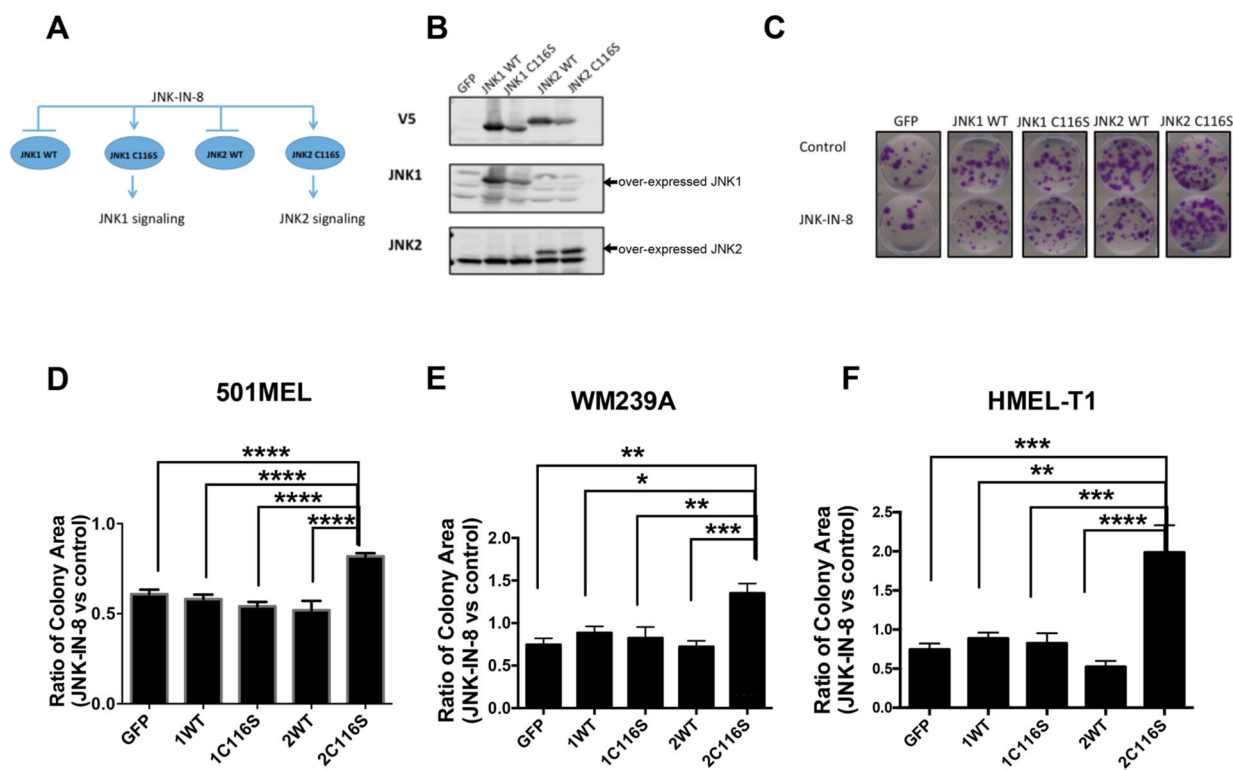 A
JNK-IN-8
JNK1 WT
JNK1 C116S
JNK2 WT
JNK2 C116S
JNK1 signaling
JNK2 signaling
B
GFP
JNK1 WT
JNK1 C116S
JNK2 WT
JNK2 C116S
V5
JNK1
over-expressed JNK1
JNK2
over-expressed JNK2
C
GFP JNK1 WT JNK1 C116S JNK2 WT JNK2 C116S
Control
JNK-IN-8
D
501MEL
****
****
****
****
Ratio of Colony Area
(JNK-IN-8 vs control)
1.0
0.5
0.0
GFP
1WT
1C116S
2WT
2C116S
E
WM239A
**
*
**
***
Ratio of Colony Area
(JNK-IN-8 vs control)
2.0
1.5
1.0
0.5
0.0
GFP
1WT
1C116S
2WT
2C116S
F
HMEL-T1
***
**
***
****
Ratio of Colony Area
(JNK-IN-8 vs control)
2.5
2.0
1.5
1.0
0.5
0.0
GFP
1WT
1C116S
2WT
2C116S